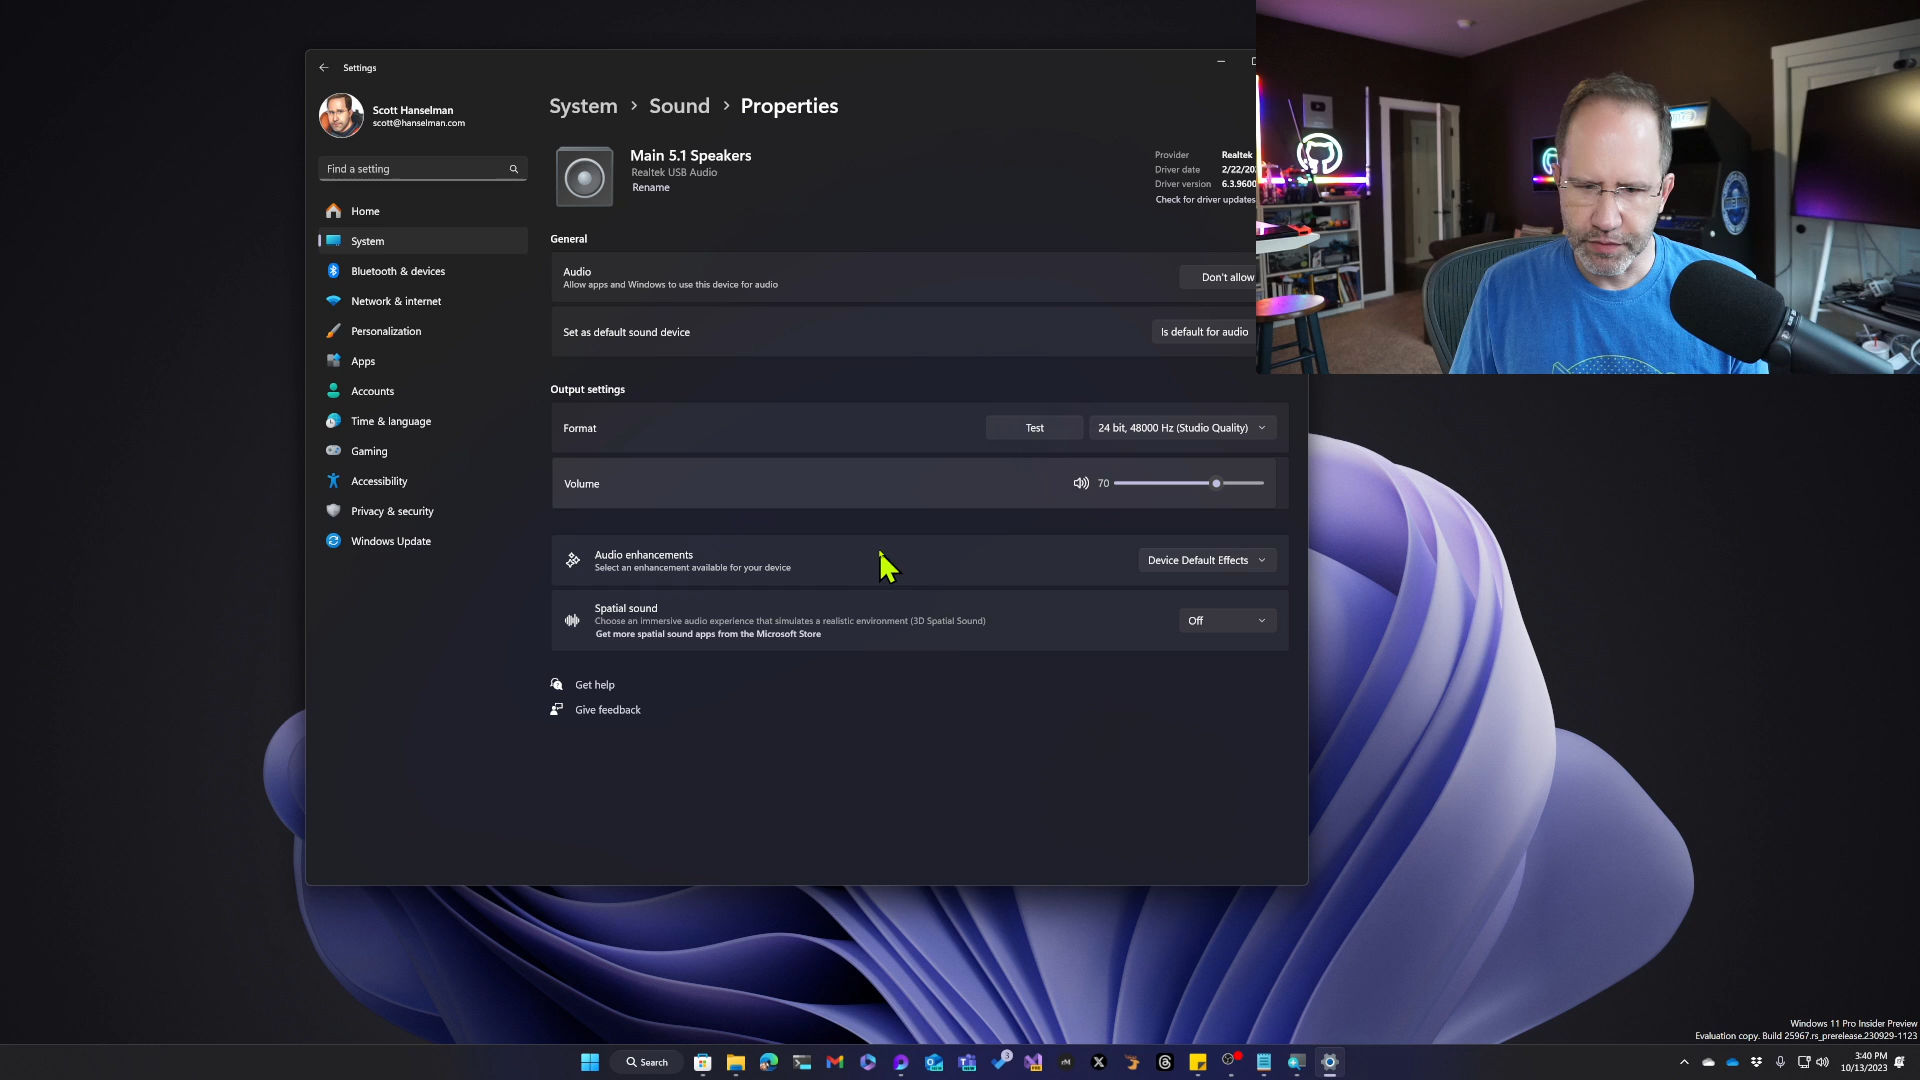 Settings
Scott Hanselman
scott@hanselman.com
Find a setting
Home
System
Bluetooth & devices
Network & internet
Personalization
Apps
Accounts
Time & language
Gaming
Accessibility
Privacy & security
Windows Update
System › Sound › Properties
Main 5.1 Speakers
Realtek USB Audio
Rename
Provider Realtek
Driver date 2/22/20
Driver version 6.3.9600
Check for driver updates
General
Audio
Allow apps and Windows to use this device for audio
Don't allow
Set as default sound device
Is default for audio
Output settings
Format
Test
24 bit, 48000 Hz (Studio Quality)
Volume
70
Audio enhancements
Select an enhancement available for your device
Device Default Effects
Spatial sound
Choose an immersive audio experience that simulates a realistic environment (3D Spatial Sound)
Get more spatial sound apps from the Microsoft Store
Off
Get help
Give feedback
Windows 11 Pro Insider Preview
Evaluation copy. Build 25967.rs_prerelease.230929-1123
Search
3
3:40 PM
10/13/2023